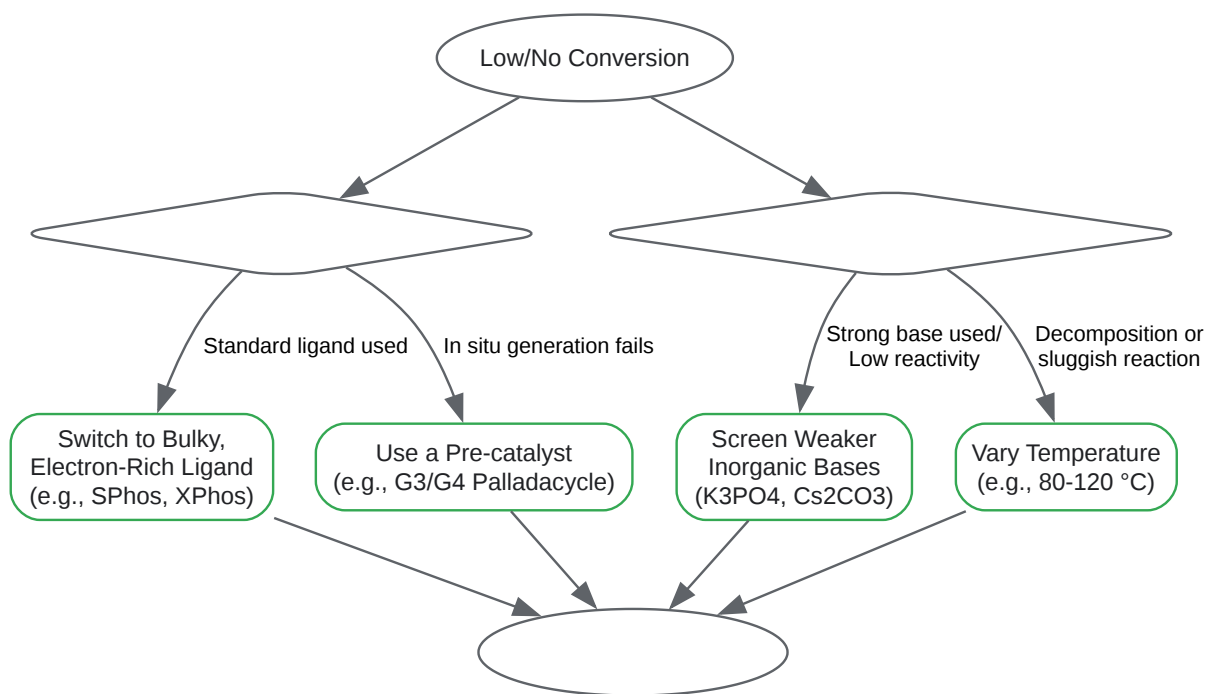 Low/No Conversion
Standard ligand used
In situ generation fails
Strong base used/
Low reactivity
Decomposition or
sluggish reaction
Switch to Bulky,
Electron-Rich Ligand
(e.g., SPhos, XPhos)
Use a Pre-catalyst
(e.g., G3/G4 Palladacycle)
Screen Weaker
Inorganic Bases
(K3PO4, Cs2CO3)
Vary Temperature
(e.g., 80-120 °C)